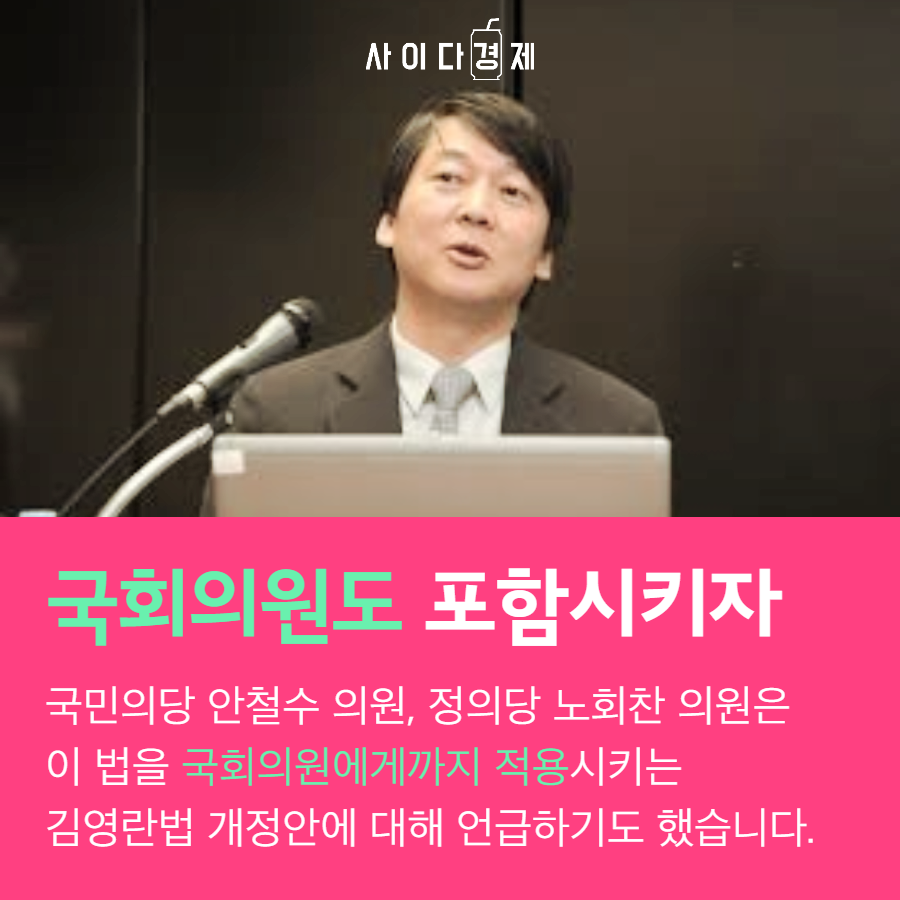 사이다경제
국회의원도 포함시키자
국민의당 안철수 의원, 정의당 노회찬 의원은
이 법을 국회의원에게까지 적용시키는
김영란법 개정안에 대해 언급하기도 했습니다.